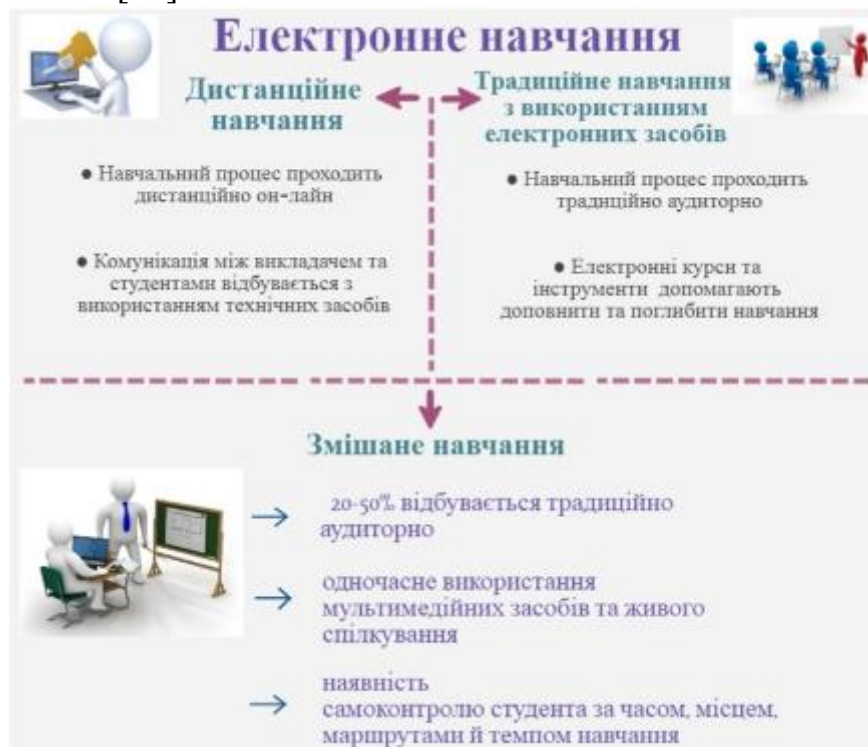 Електронне навчання
Дистанційне
навчання
● Навчальний процес проходить
дистанційно он-лайн
● Комунікація між викладачем та
студентами відбувається з
використанням технічних засобів
Традиційне навчання
з використанням
електронних засобів
● Навчальний процес проходить
традиційно аудиторно
● Електронні курси та
інструменти допомагають
доповнити та поглибити навчання
Змішане навчання
20-50% відбувається традиційно
аудиторно
одночасне використання
мультимедійних засобів та живого
спілкування
наявність
самоконтролю студента за часом, місцем,
маршрутами й темпом навчання